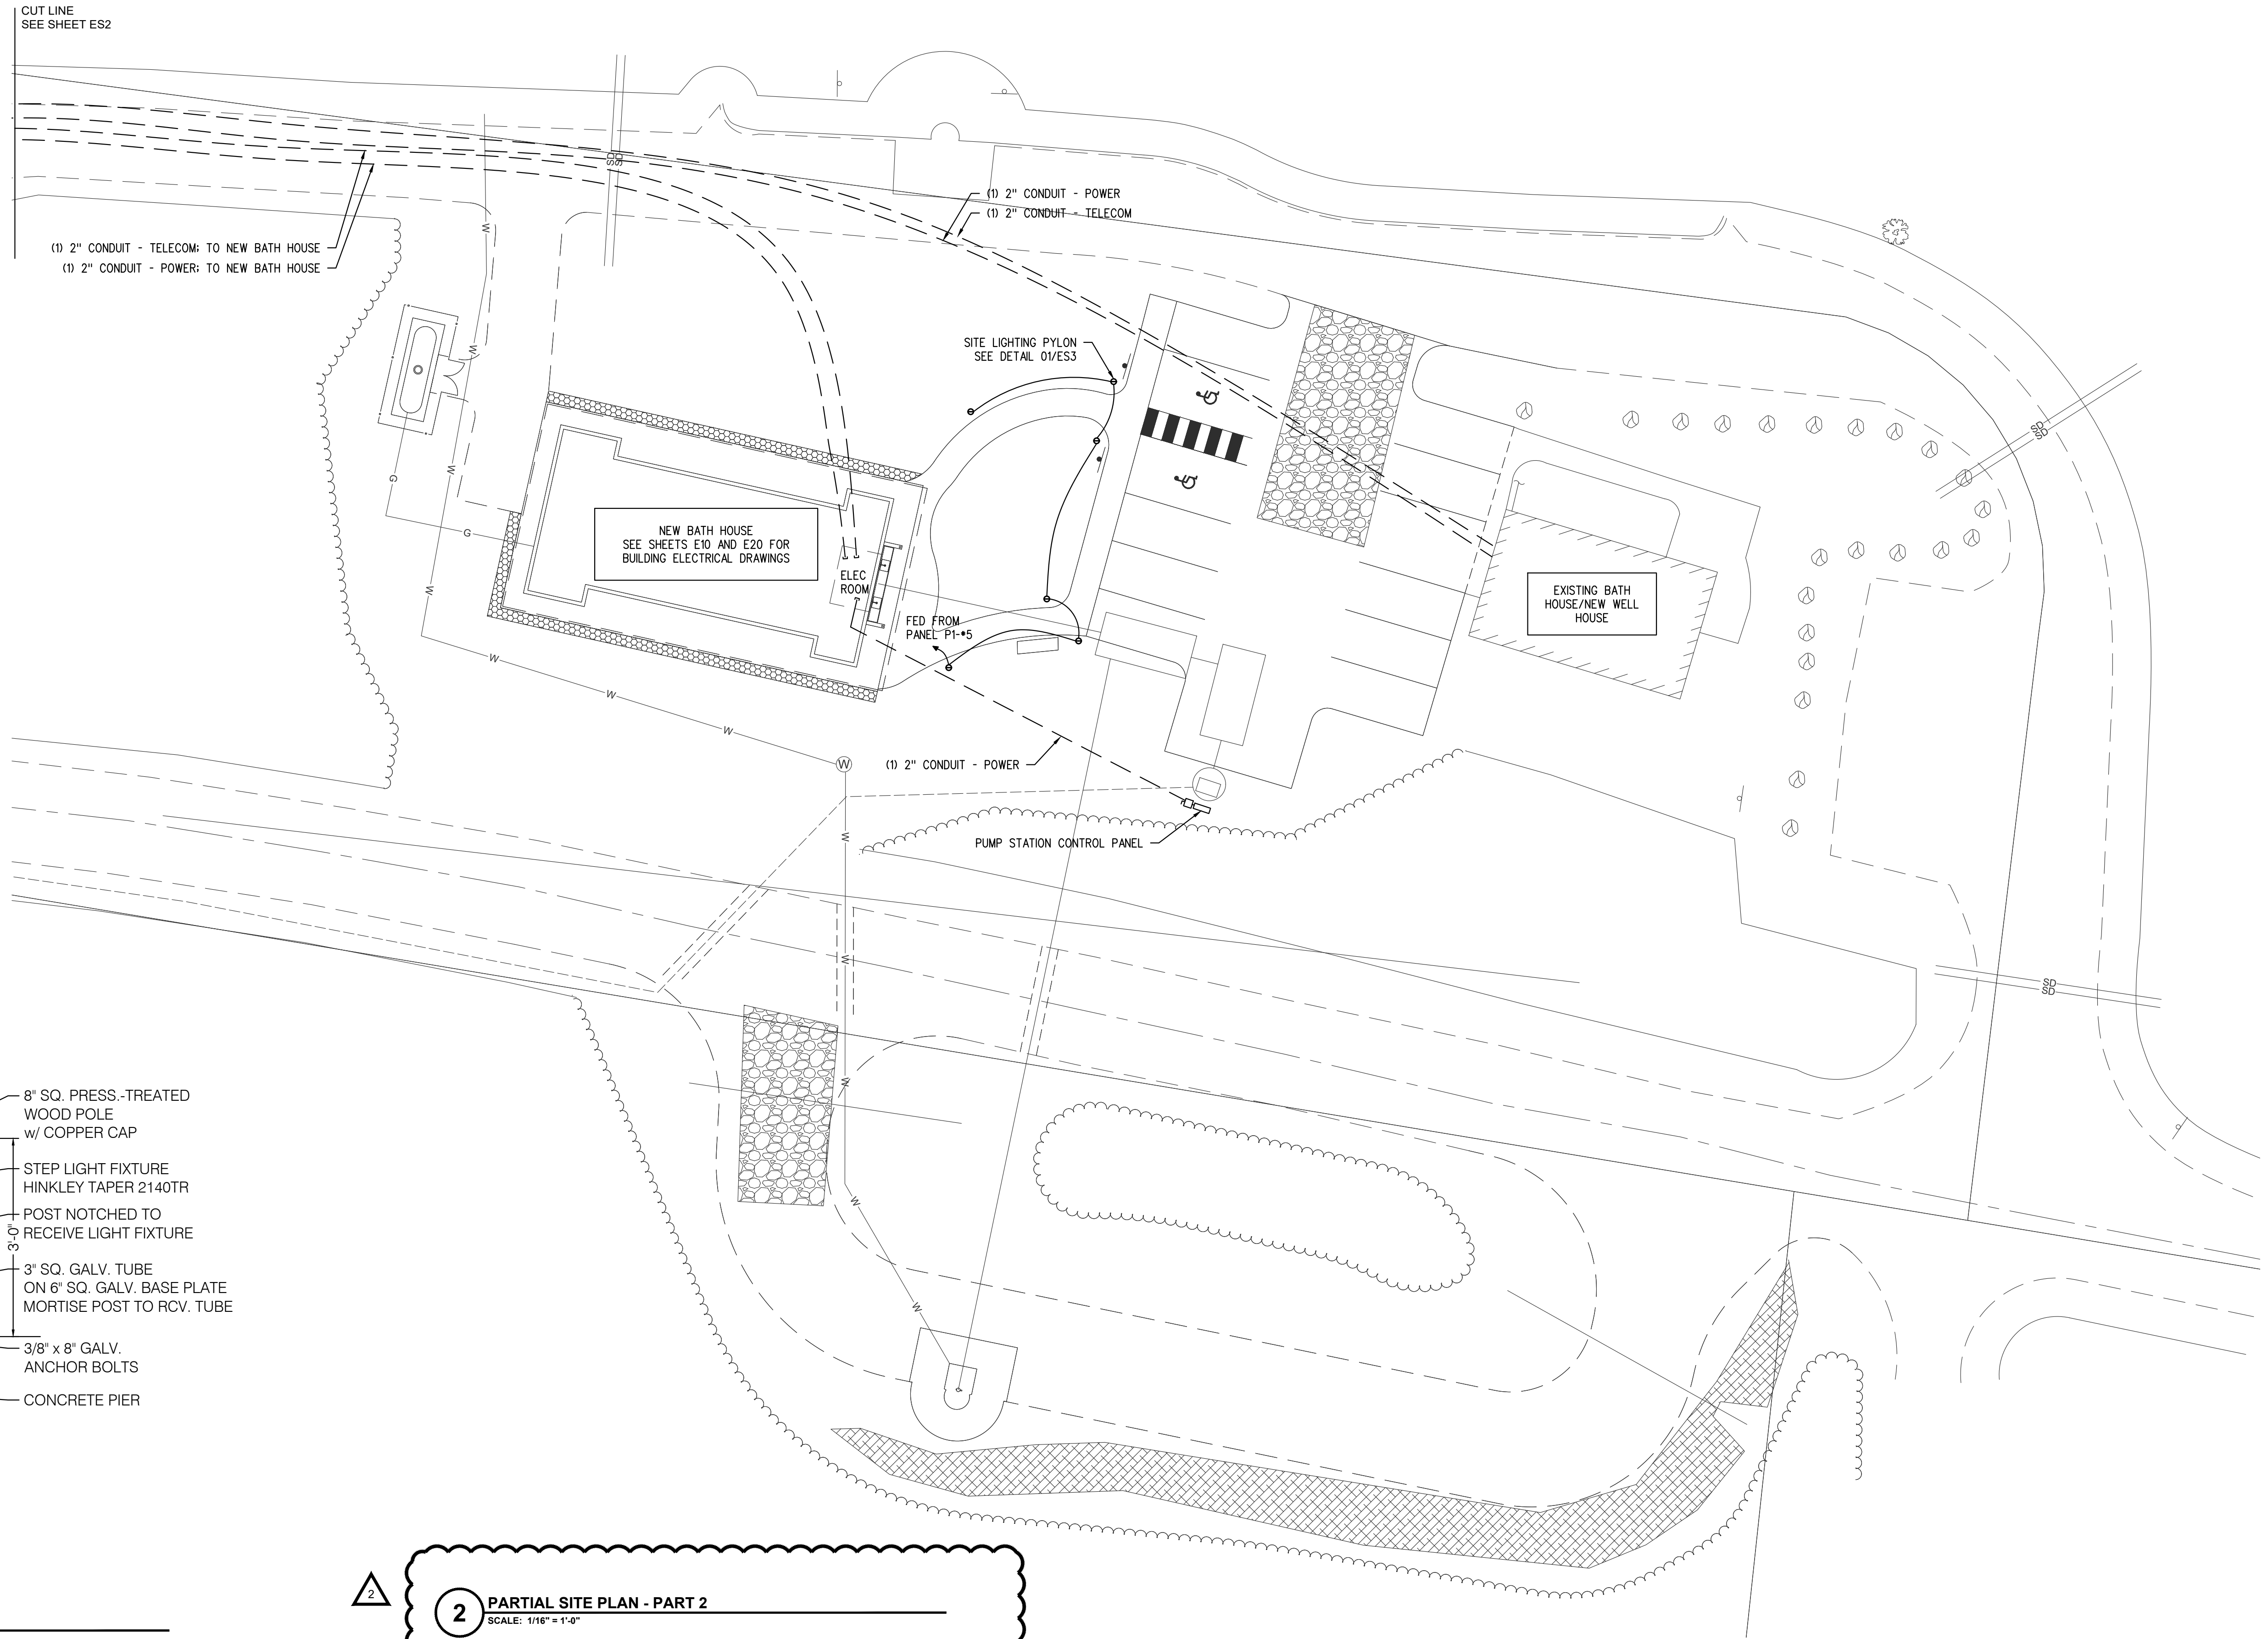 CUT LINE
SEE SHEET ES2
SD
SD
W
(1) 2" CONDUIT - POWER
(1) 2" CONDUIT - TELECOM
(1) 2" CONDUIT - TELECOM; TO NEW BATH HOUSE
(1) 2" CONDUIT - POWER; TO NEW BATH HOUSE
W
SITE LIGHTING PYLON
SEE DETAIL 01/ES3
SD
SD
W
G
G
NEW BATH HOUSE
SEE SHEETS E10 AND E20 FOR
BUILDING ELECTRICAL DRAWINGS
ELEC
ROOM
W
EXISTING BATH
HOUSE/NEW WELL
HOUSE
FED FROM
PANEL P1-#5
W
W
W
W
(1) 2" CONDUIT - POWER
W
PUMP STATION CONTROL PANEL
W
SD
SD
W
8" SQ. PRESS.-TREATED
WOOD POLE
w/ COPPER CAP
STEP LIGHT FIXTURE
HINKLEY TAPER 2140TR
POST NOTCHED TO
RECEIVE LIGHT FIXTURE
3'-0"
3" SQ. GALV. TUBE
ON 6" SQ. GALV. BASE PLATE
MORTISE POST TO RCV. TUBE
3/8" x 8" GALV.
ANCHOR BOLTS
CONCRETE PIER
W
W
2
2
PARTIAL SITE PLAN - PART 2
SCALE: 1/16" = 1'-0"